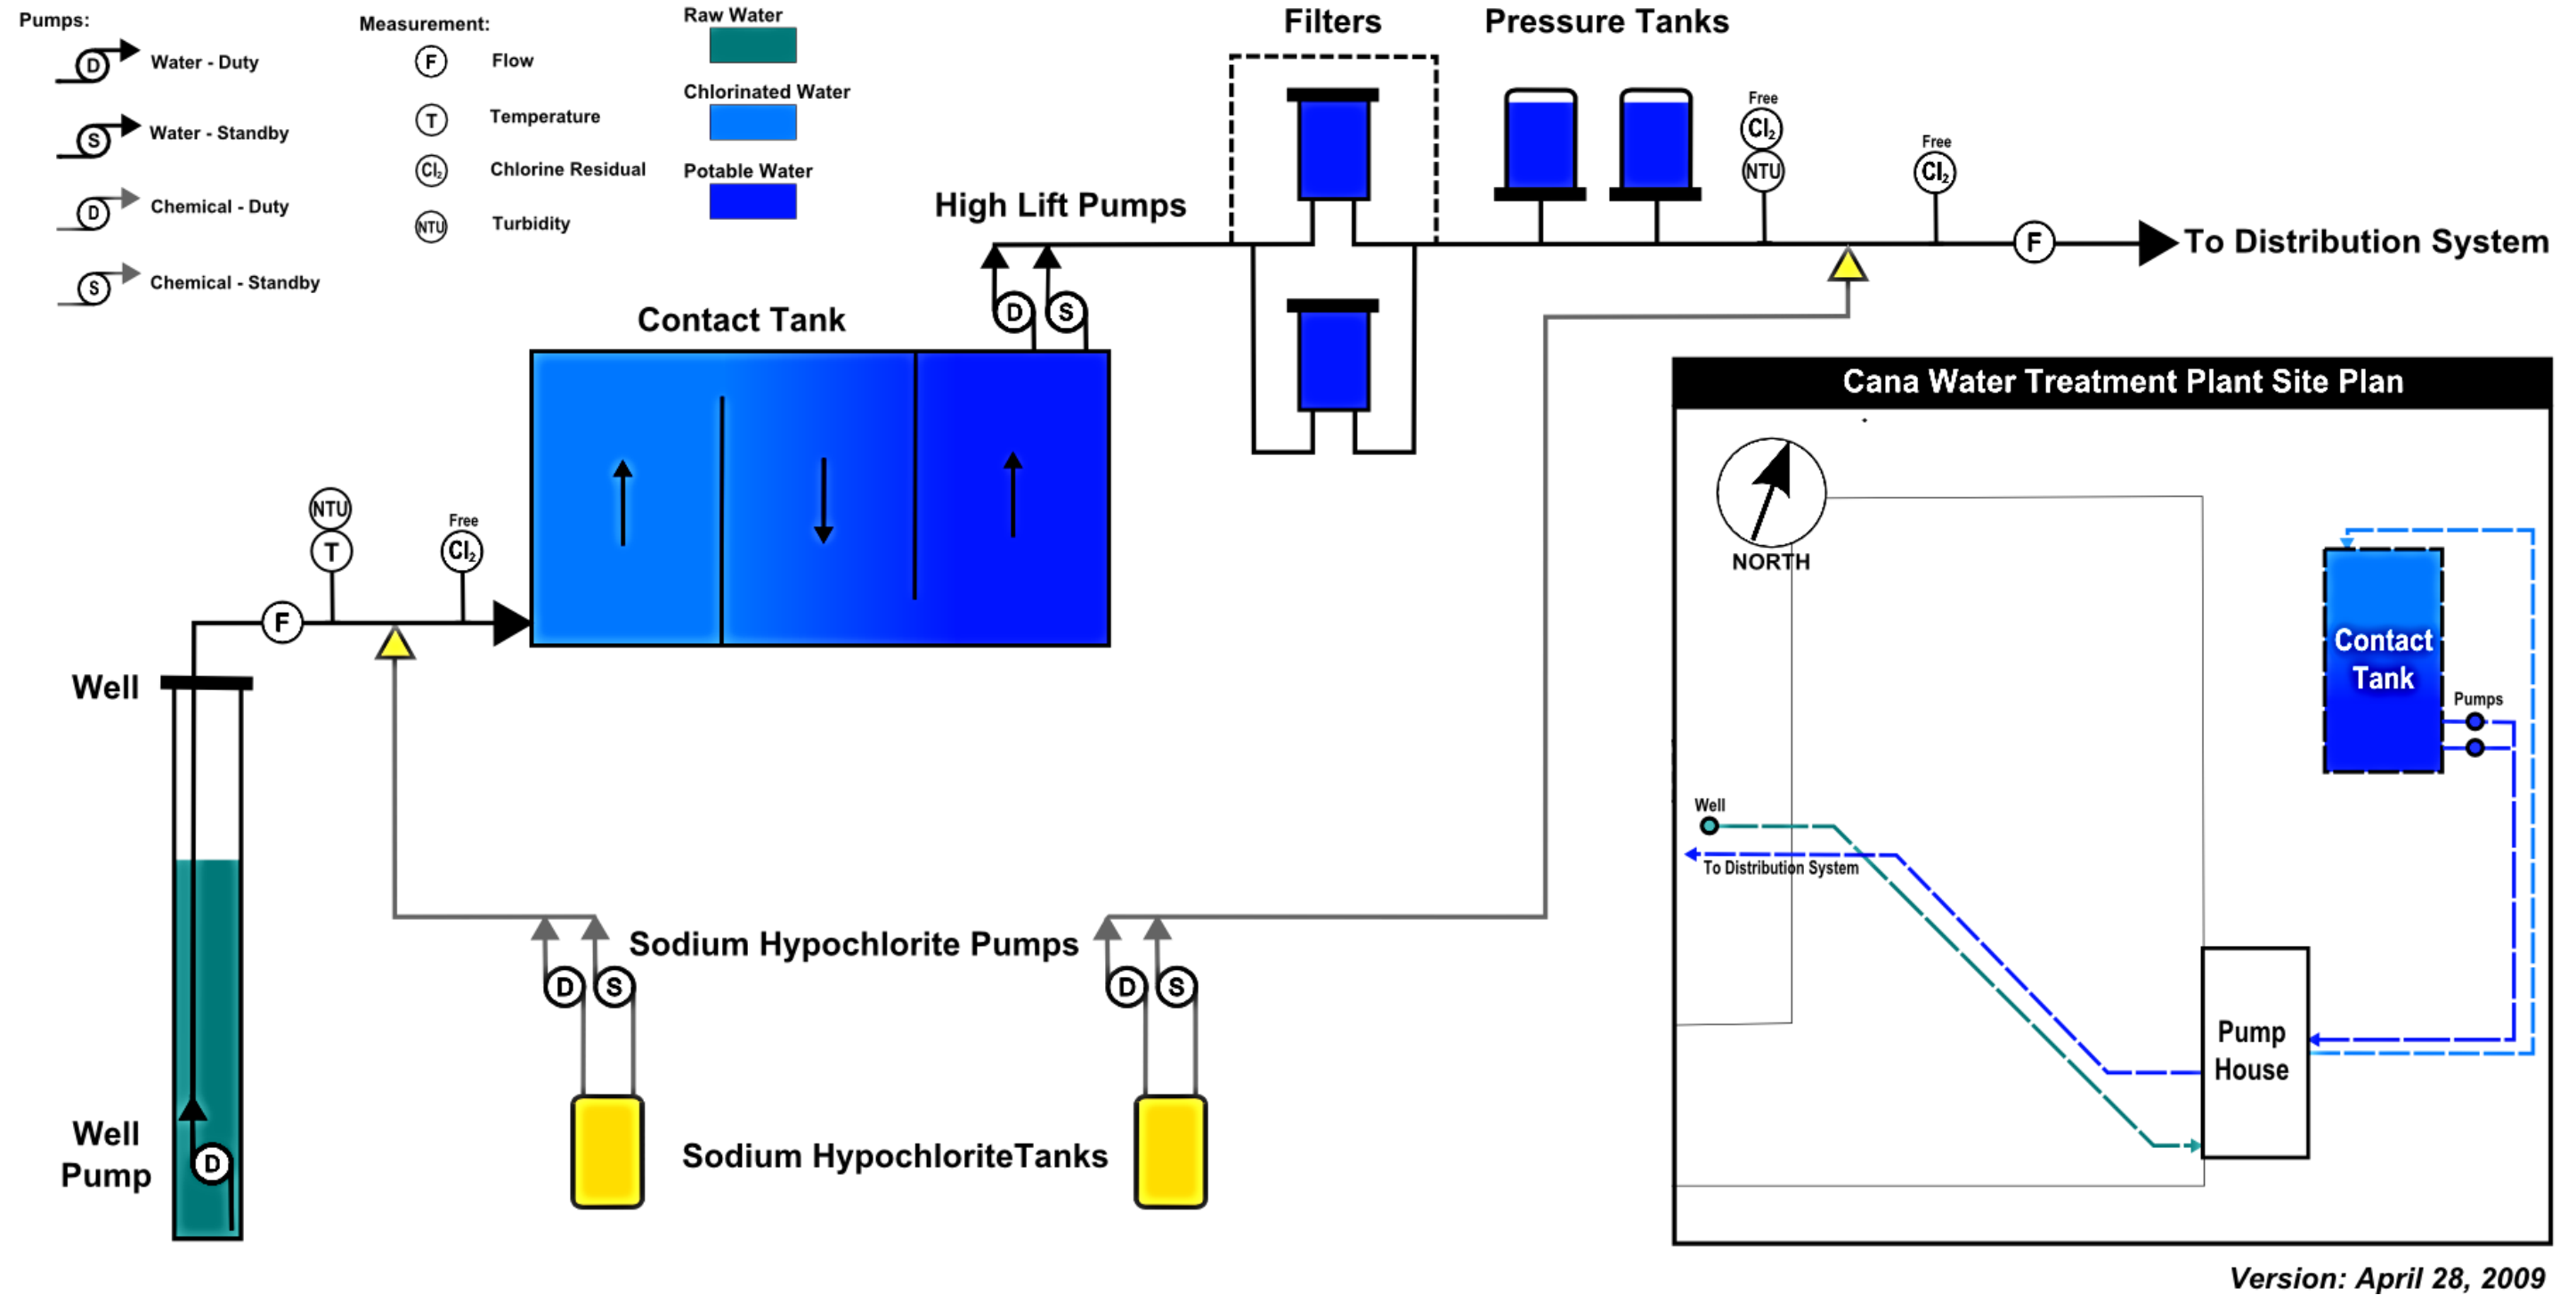 Pumps:
D
Water - Duty
S
Water - Standby
D
Chemical - Duty
S
Chemical - Standby
Measurement:
F
Flow
T
Temperature
Cl₂
Chlorine Residual
NTU
Turbidity
Raw Water
Chlorinated Water
Potable Water
Filters
Pressure Tanks
High Lift Pumps
D
S
Free
Cl₂
NTU
Free
Cl₂
F
To Distribution System
Contact Tank
NTU
T
Free
Cl₂
F
Well
Well
Pump
D
Sodium Hypochlorite Pumps
D
S
D
S
Sodium HypochloriteTanks
Cana Water Treatment Plant Site Plan
NORTH
Contact
Tank
Pumps
Well
To Distribution System
Pump
House
Version: April 28, 2009